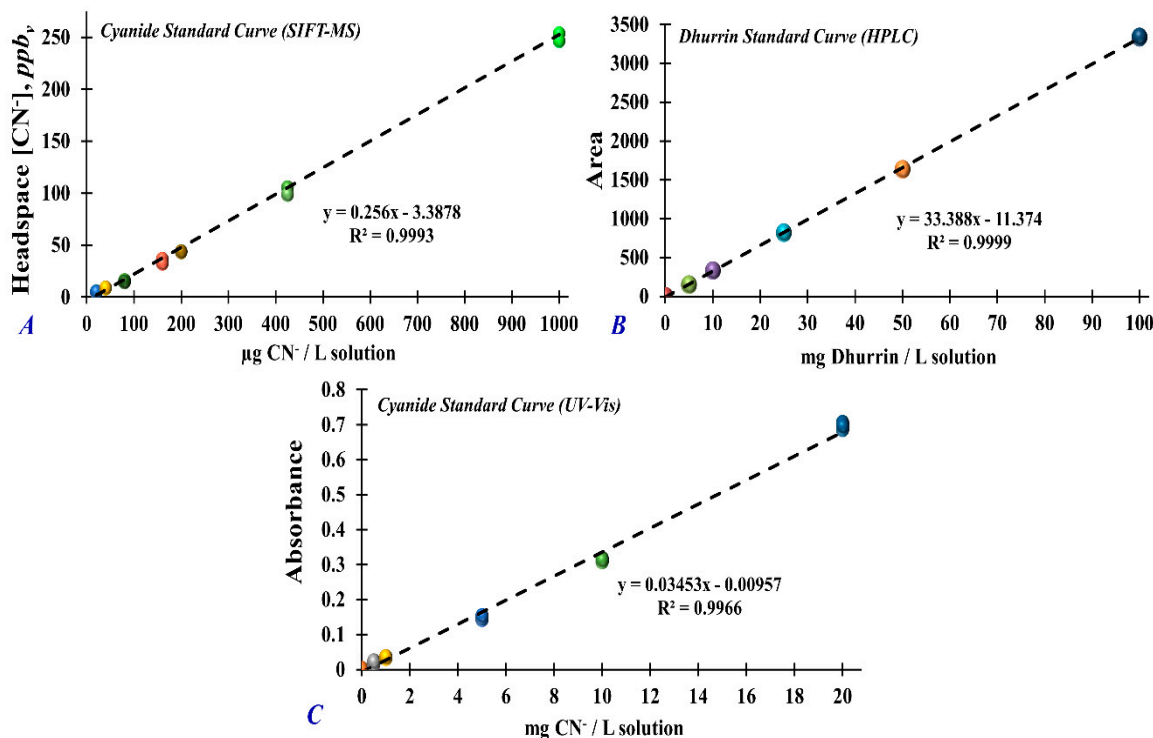 Cyanide Standard Curve (SIFT-MS)
Headspace [CN-], ppbv
250
200
150
100
50
0
y = 0.256x - 3.3878
R² = 0.9993
0 100 200 300 400 500 600 700 800 900 1000
µg CN- / L solution
A
Dhurrin Standard Curve (HPLC)
Area
3500
3000
2500
2000
1500
1000
500
0
y = 33.388x - 11.374
R² = 0.9999
0 10 20 30 40 50 60 70 80 90 100
mg Dhurrin / L solution
B
Cyanide Standard Curve (UV-Vis)
Absorbance
0.8
0.7
0.6
0.5
0.4
0.3
0.2
0.1
0
y = 0.03453x - 0.00957
R² = 0.9966
0 2 4 6 8 10 12 14 16 18 20
mg CN- / L solution
C